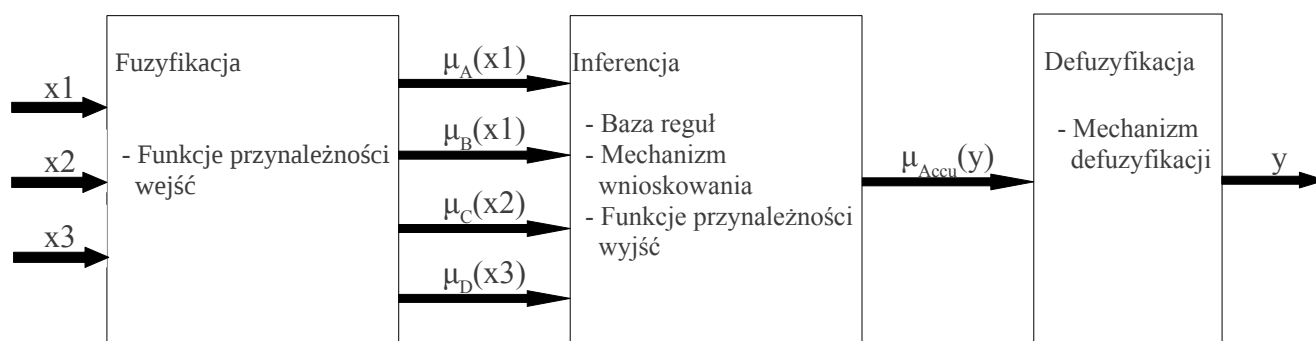 x1
x2
x3
Fuzyfikacja
- Funkcje przynależności
wejść
μA(x1)
μB(x1)
μC(x2)
μD(x3)
Inferencja
- Baza reguł
- Mechanizm
wnioskowania
- Funkcje przynależności
wyjść
μAccu(y)
Defuzyfikacja
- Mechanizm
defuzyfikacji
y